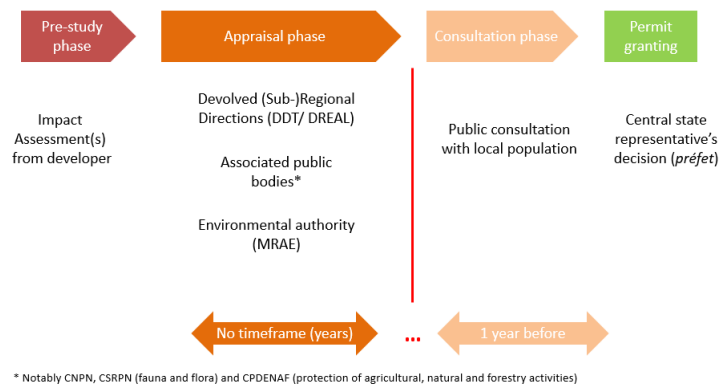 Pre-study
phase
Appraisal phase
Consultation phase
Permit
granting
Impact
Assessment(s)
from developer
Devolved (Sub-)Regional
Directions (DDT/ DREAL)
Associated public
bodies*
Environmental authority
(MRAE)
Public consultation
with local population
Central state
representative's
decision (préfet)
No timeframe (years)
...
1 year before
* Notably CNPN, CSRPN (fauna and flora) and CPDENAF (protection of agricultural, natural and forestry activities)